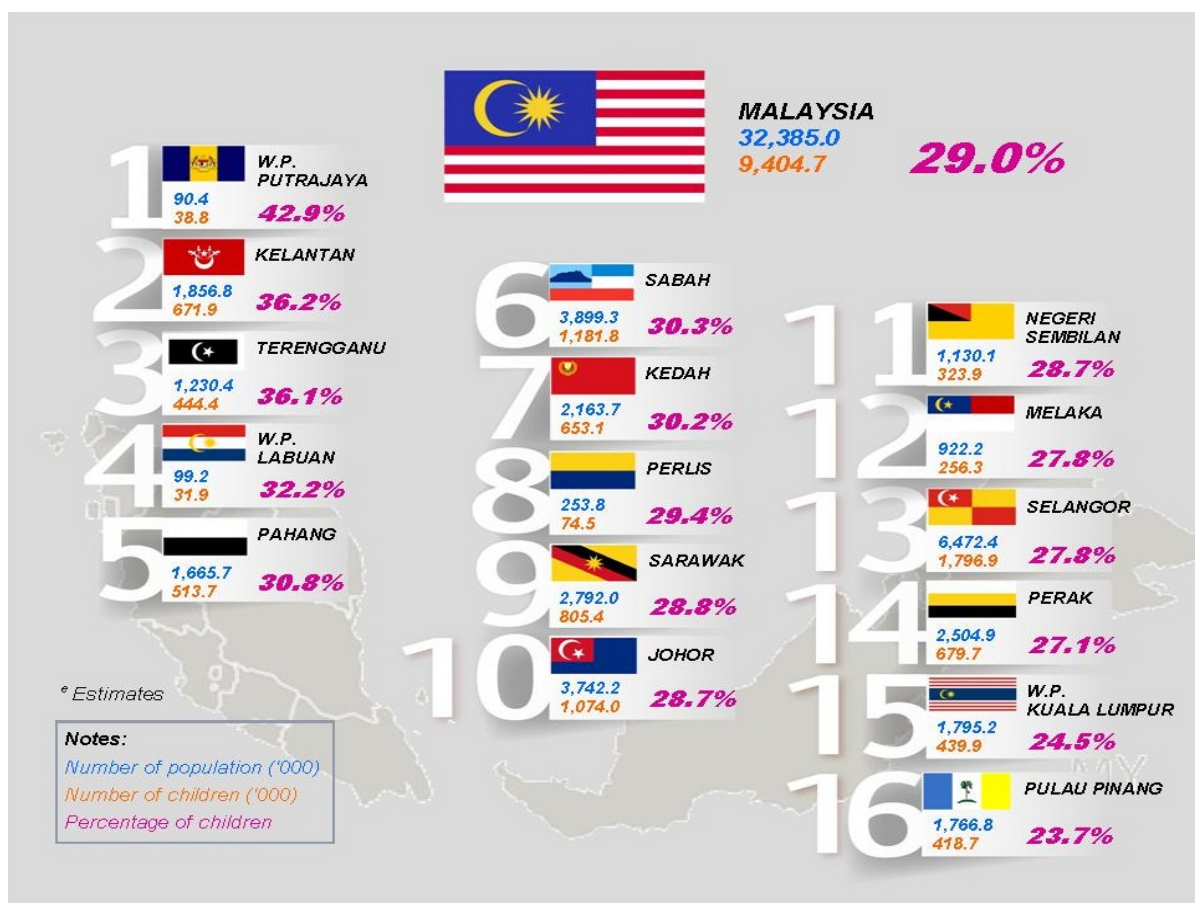 MALAYSIA
32,385.0
9,404.7
29.0%
1
W.P.
PUTRAJAYA
90.4
38.8
42.9%
2
KELANTAN
1,856.8
671.9
36.2%
3
TERENGGANU
1,230.4
444.4
36.1%
4
W.P.
LABUAN
99.2
31.9
32.2%
5
PAHANG
1,665.7
513.7
30.8%
6
SABAH
3,899.3
1,181.8
30.3%
7
KEDAH
2,163.7
653.1
30.2%
8
PERLIS
253.8
74.5
29.4%
9
SARAWAK
2,792.0
805.4
28.8%
10
JOHOR
3,742.2
1,074.0
28.7%
11
NEGERI
SEMBILAN
1,130.1
323.9
28.7%
12
MELAKA
922.2
256.3
27.8%
13
SELANGOR
6,472.4
1,796.9
27.8%
14
PERAK
2,504.9
679.7
27.1%
15
W.P.
KUALA LUMPUR
1,795.2
439.9
24.5%
MY
16
PULAU PINANG
1,766.8
418.7
23.7%
e Estimates
Notes:
Number of population ('000)
Number of children ('000)
Percentage of children